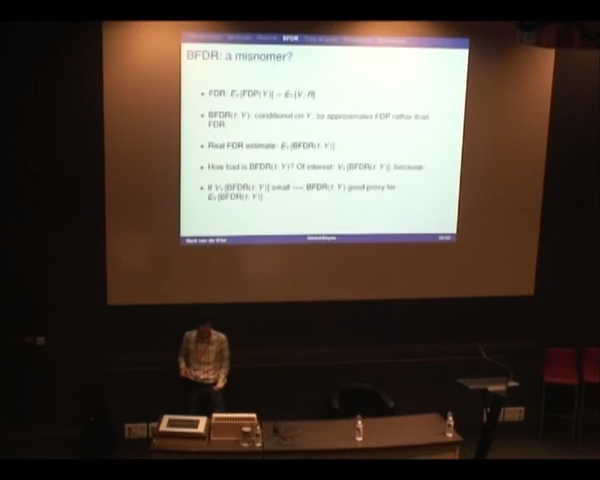 BFDR
BFDR: a misnomer?
• FDR: E_Y[FDP(Y)] = E_Y[V/R]
• BFDR(t; Y): conditional on Y, so approximates FDP rather than
FDR
• Real FDR estimate: E_Y[BFDR(t; Y)].
• How bad is BFDR(t; Y)? Of interest: V_Y[BFDR(t; Y)], because:
• If V_Y[BFDR(t; Y)] small ⟹ BFDR(t; Y) good proxy for
E_Y[BFDR(t; Y)]
Mark van de Wiel